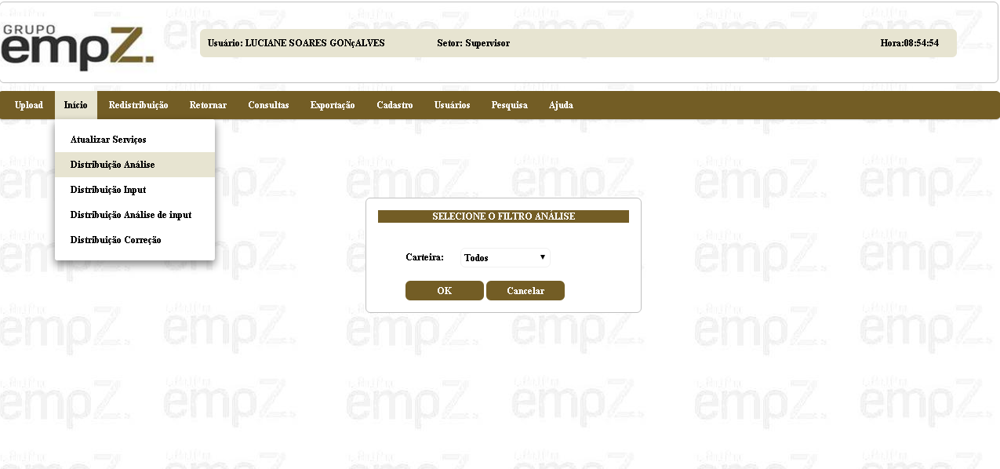 GRUPO
empZ.
Usuário: LUCIANE SOARES GONçALVES Setor: Supervisor Hora:08:54:54
Upload Início Redistribuição Retornar Consultas Exportação Cadastro Usuários Pesquisa Ajuda
Atualizar Serviços
Distribuição Análise
Distribuição Input
Distribuição Análise de input
Distribuição Correção
SELECIONE O FILTRO ANÁLISE
Carteira: Todos
OK Cancelar